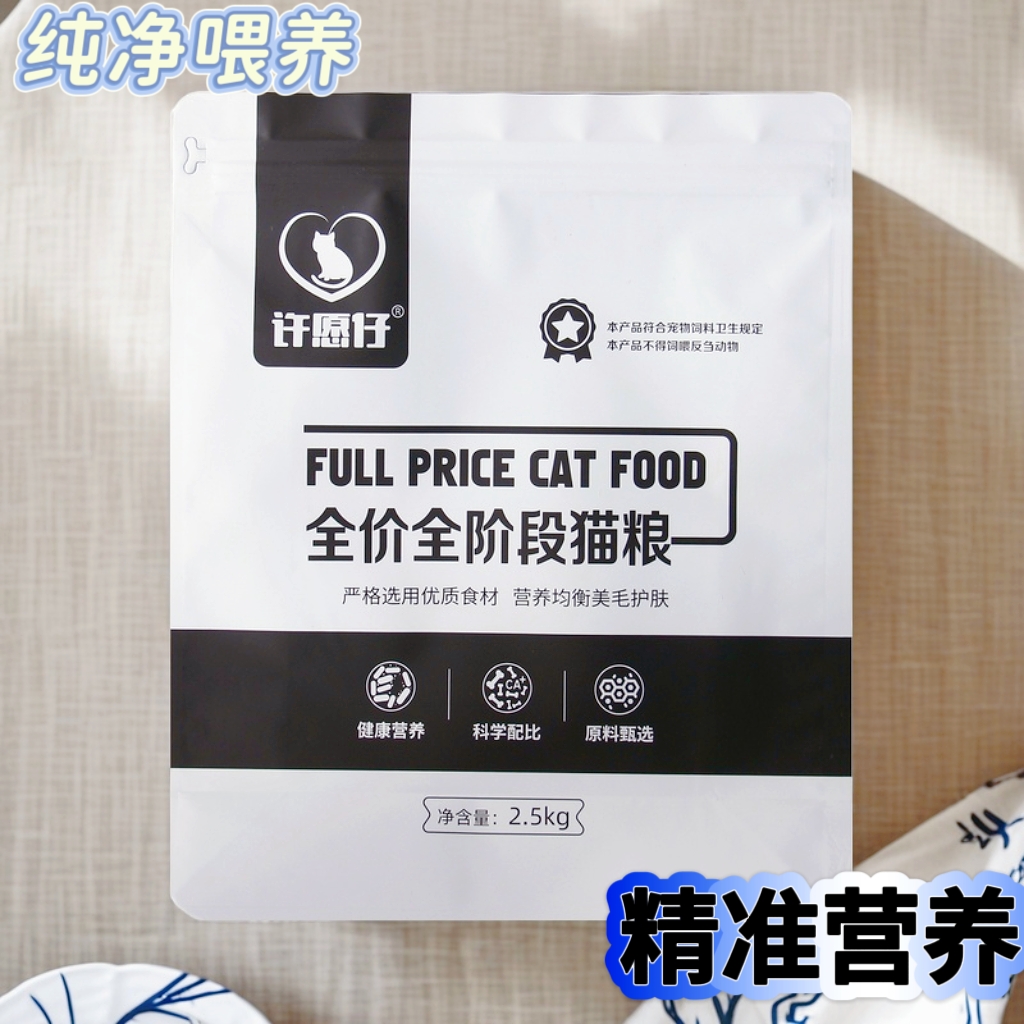 纯净喂养
许愿仔®
本产品符合宠物饲料卫生规定
本产品不得饲喂反刍动物
FULL PRICE CAT FOOD
全价全阶段猫粮
严格选用优质食材 营养均衡美毛护肤
CA+
健康营养 科学配比 原料甄选
净含量：2.5kg
精准营养